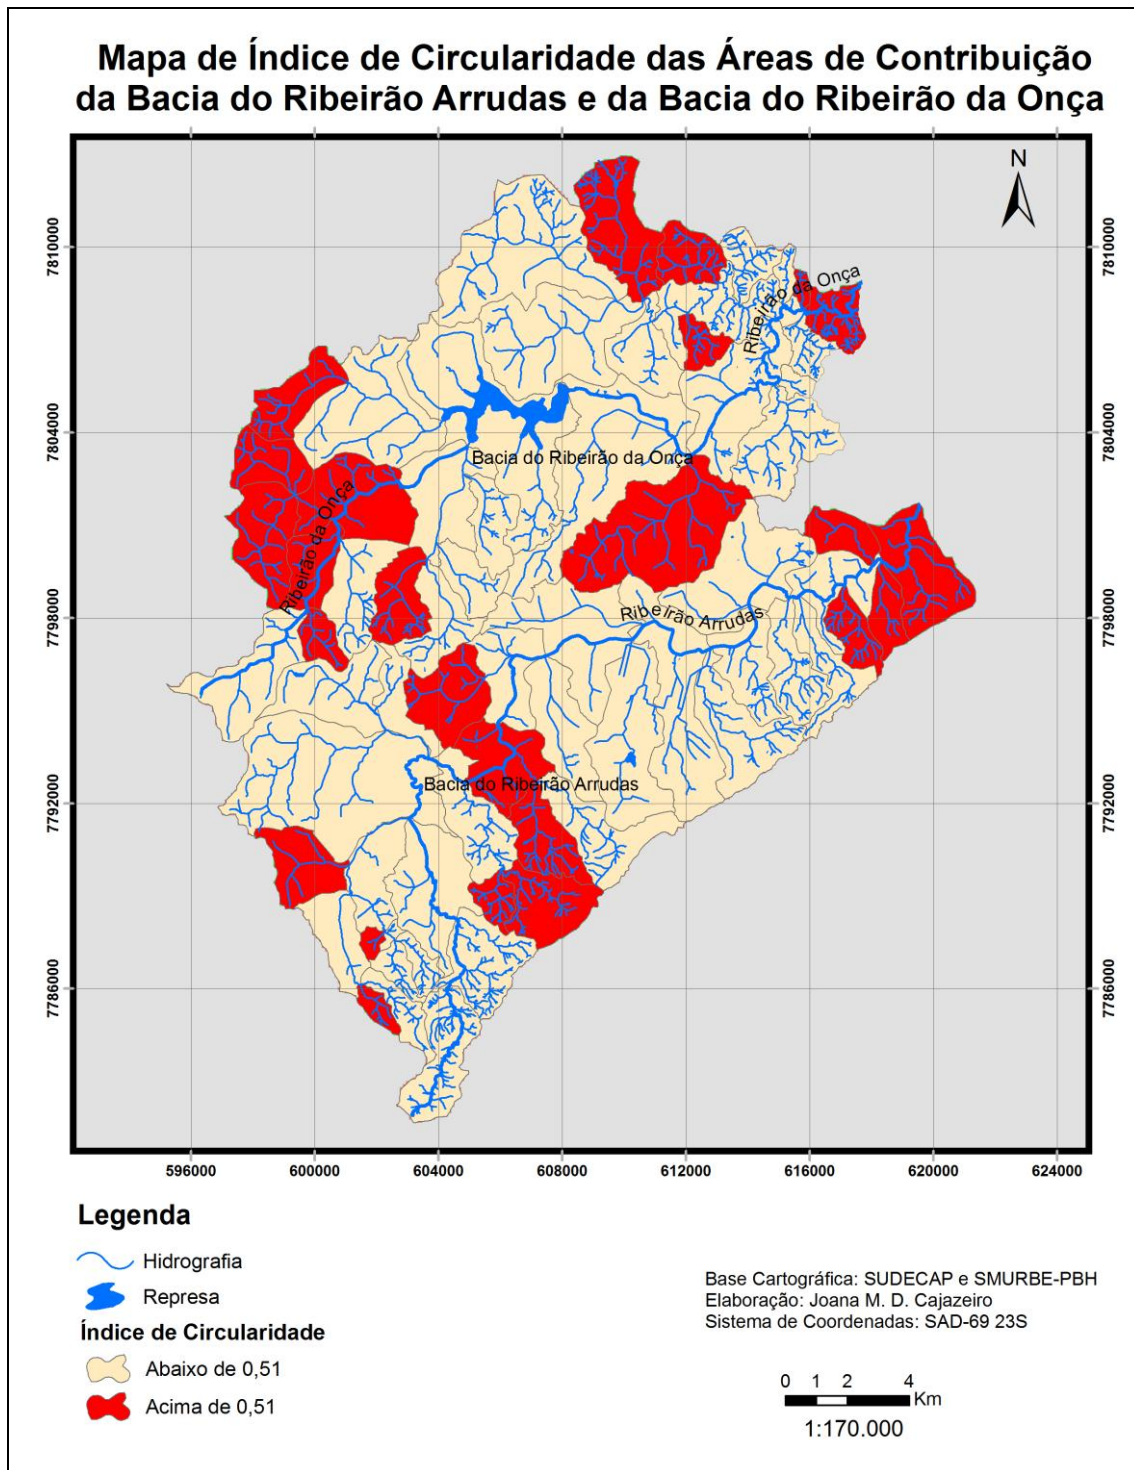 Mapa de Índice de Circularidade das Áreas de Contribuição
da Bacia do Ribeirão Arrudas e da Bacia do Ribeirão da Onça
N
7810000
7810000
Ribeirão da Onça
7804000
7804000
Bacia do Ribeirão da Onça
Ribeirão da Onça
7798000
7798000
Ribeirão Arrudas
Bacia do Ribeirão Arrudas
7792000
7792000
7786000
7786000
596000 600000 604000 608000 612000 616000 620000 624000
Legenda
Hidrografia
Represa
Índice de Circularidade
Abaixo de 0,51
Acima de 0,51
Base Cartográfica: SUDECAP e SMURBE-PBH
Elaboração: Joana M. D. Cajazeiro
Sistema de Coordenadas: SAD-69 23S
0 1 2 4
Km
1:170.000